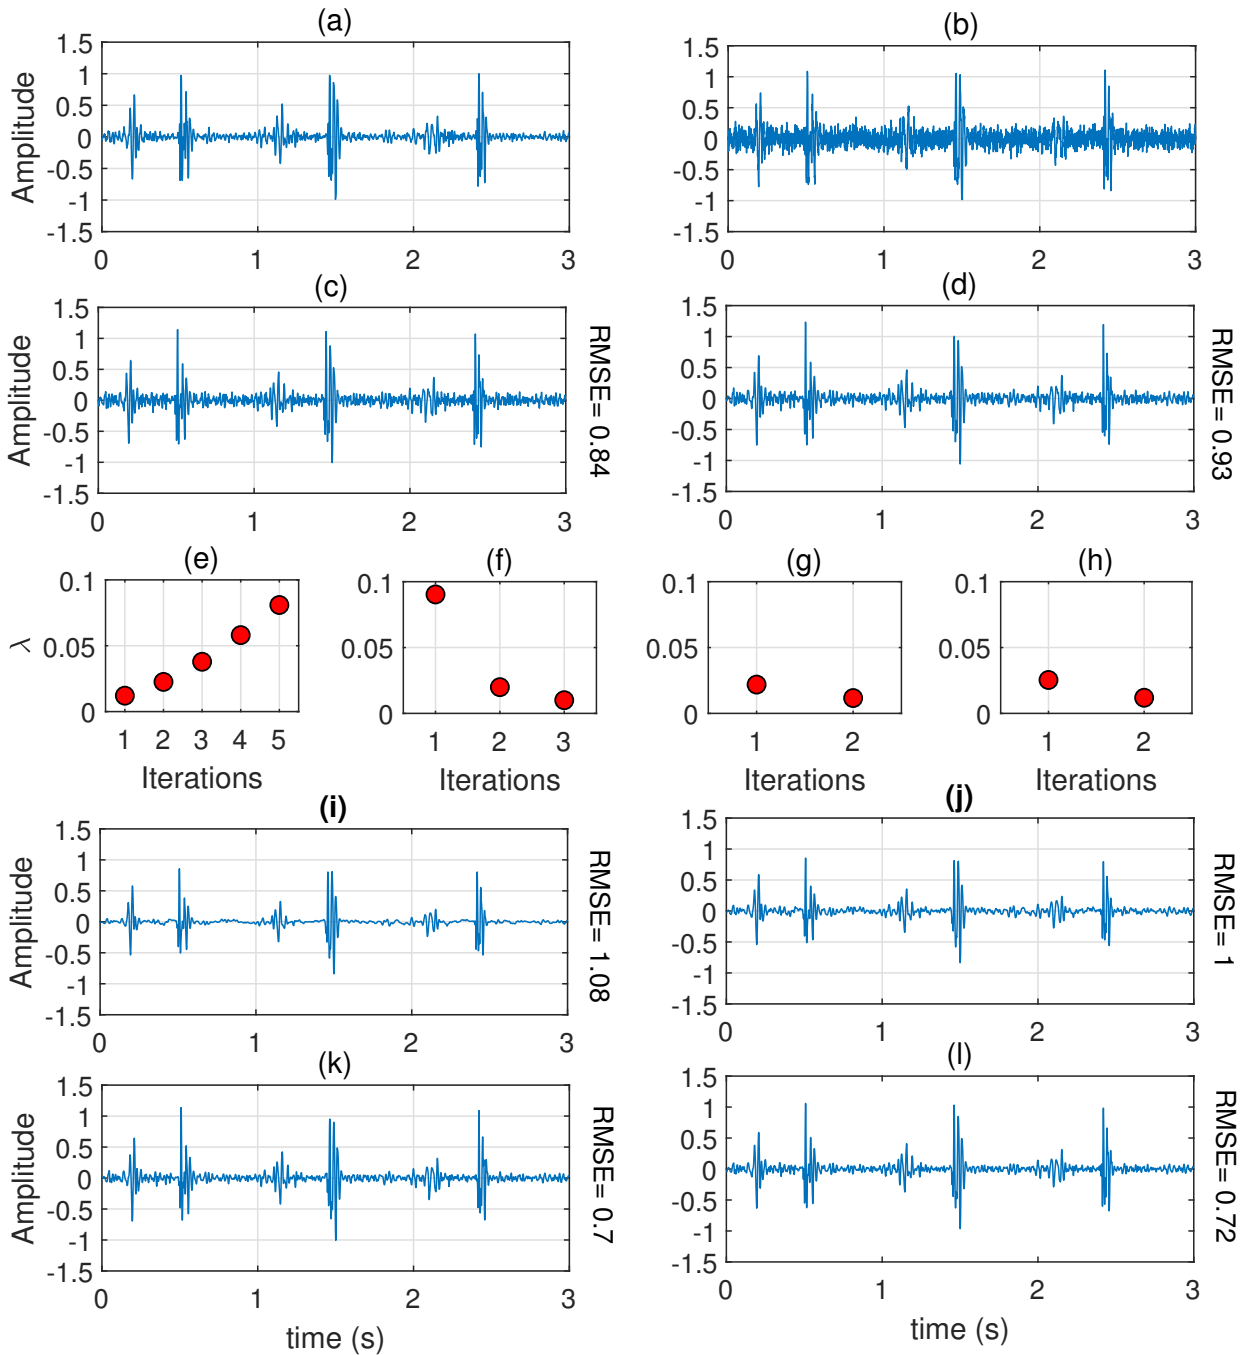 (a)
1.5
1
0.5
0
-0.5
-1
-1.5
Amplitude
0 1 2 3
(b)
1.5
1
0.5
0
-0.5
-1
-1.5
0 1 2 3
(c)
1.5
1
0.5
0
-0.5
-1
-1.5
Amplitude
0 1 2 3
RMSE= 0.84
(d)
1.5
1
0.5
0
-0.5
-1
-1.5
0 1 2 3
RMSE= 0.93
(e)
0.1
0.05
0
λ
1 2 3 4 5
Iterations
(f)
0.1
0.05
0
1 2 3
Iterations
(g)
0.1
0.05
0
1 2
Iterations
(h)
0.1
0.05
0
1 2
Iterations
(i)
1.5
1
0.5
0
-0.5
-1
-1.5
Amplitude
0 1 2 3
RMSE= 1.08
(j)
1.5
1
0.5
0
-0.5
-1
-1.5
0 1 2 3
RMSE= 1
(k)
1.5
1
0.5
0
-0.5
-1
-1.5
Amplitude
0 1 2 3
time (s)
RMSE= 0.7
(l)
1.5
1
0.5
0
-0.5
-1
-1.5
0 1 2 3
time (s)
RMSE= 0.72